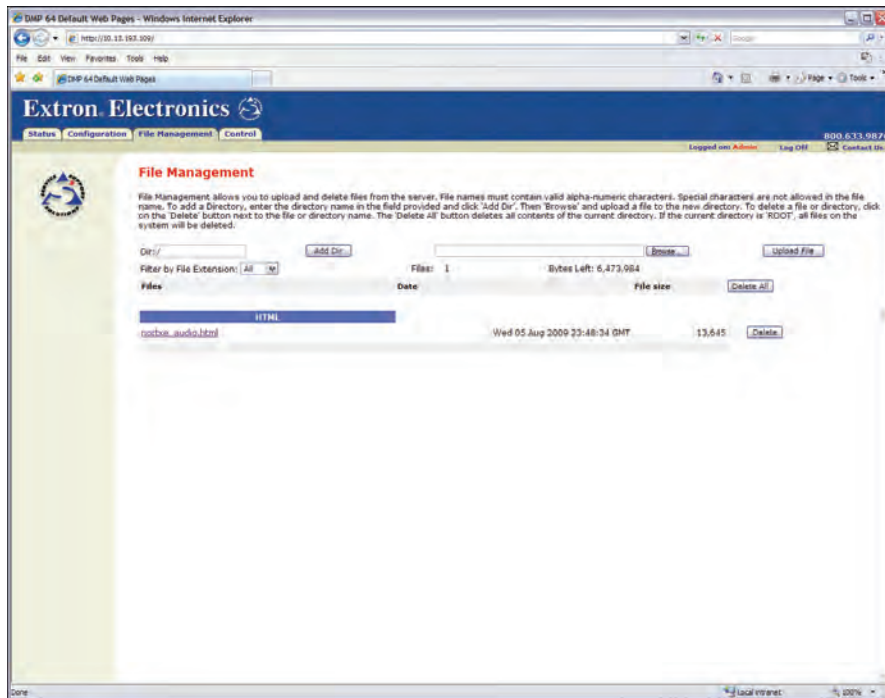 DMP 64 Default Web Pages - Windows Internet Explorer
http://10.13.193.109/
Google
File Edit View Favorites Tools Help
DMP 64 Default Web Pages
Page Tools
Extron Electronics
Status Configuration File Management Control
800.633.987
Logged on: Admin Log Off Contact Us
File Management
File Management allows you to upload and delete files from the server. File names must contain valid alpha-numeric characters. Special characters are not allowed in the file
name. To add a Directory, enter the directory name in the field provided and click 'Add Dir'. Then 'Browse' and upload a file to the new directory. To delete a file or directory, click
on the 'Delete' button next to the file or directory name. The 'Delete All' button deletes all contents of the current directory. If the current directory is 'ROOT', all files on the
system will be deleted.
Dir:/ Add Dir Browse... Upload File
Filter by File Extension: All Files: 1 Bytes Left: 6,473,984
Files Date File size Delete All
HTML
nortxe_audio.html Wed 05 Aug 2009 23:48:34 GMT 13,645 Delete
Done Local intranet 100%